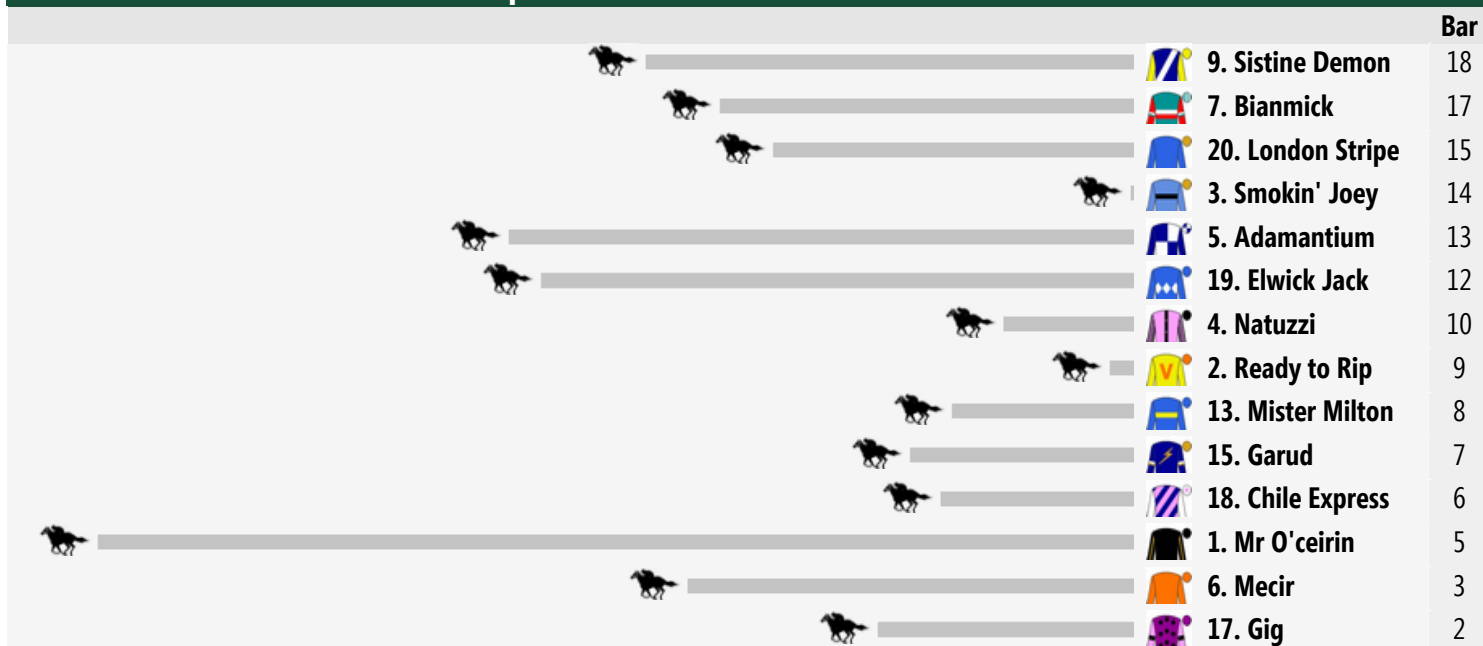 Bar
9. Sistine Demon 18
7. Bianmick 17
20. London Stripe 15
3. Smokin' Joey 14
5. Adamantium 13
19. Elwick Jack 12
4. Natuzzi 10
V 2. Ready to Rip 9
13. Mister Milton 8
15. Garud 7
18. Chile Express 6
1. Mr O'ceirin 5
6. Mecir 3
17. Gig 2